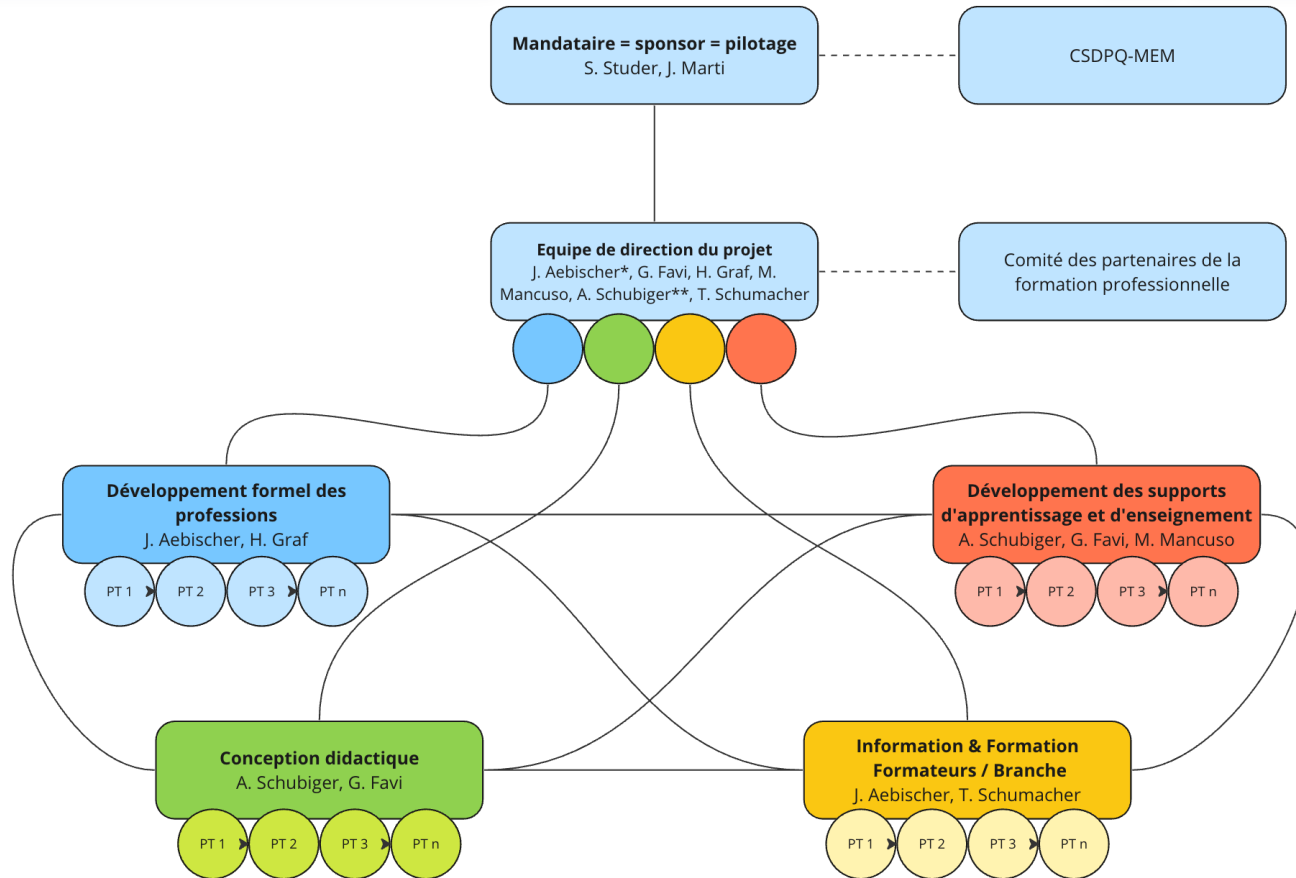 Mandataire = sponsor = pilotage
S. Studer, J. Marti
CSDPQ-MEM
Equipe de direction du projet
J. Aebischer*, G. Favi, H. Graf, M.
Mancuso, A. Schubiger**, T. Schumacher
Comité des partenaires de la
formation professionnelle
Développement formel des
professions
J. Aebischer, H. Graf
PT 1
PT 2
PT 3
PT n
Développement des supports
d'apprentissage et d'enseignement
A. Schubiger, G. Favi, M. Mancuso
PT 1
PT 2
PT 3
PT n
Conception didactique
A. Schubiger, G. Favi
PT 1
PT 2
PT 3
PT n
Information & Formation
Formateurs / Branche
J. Aebischer, T. Schumacher
PT 1
PT 2
PT 3
PT n